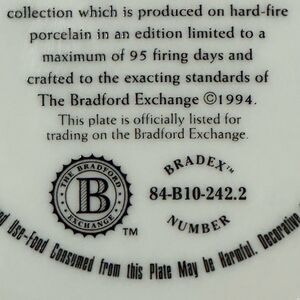 collection which is produced on hard-fire
porcelain in an edition limited to a
maximum of 95 firing days and
crafted to the exacting standards of
The Bradford Exchange ©1994.
This plate is officially listed for
trading on the Bradford Exchange.
THE BRADFORD
B
EXCHANGE
TM
BRADEX™
84-B10-242.2
NUMBER
Use-Food Consumed from this Plate May be Harmful. Decorative